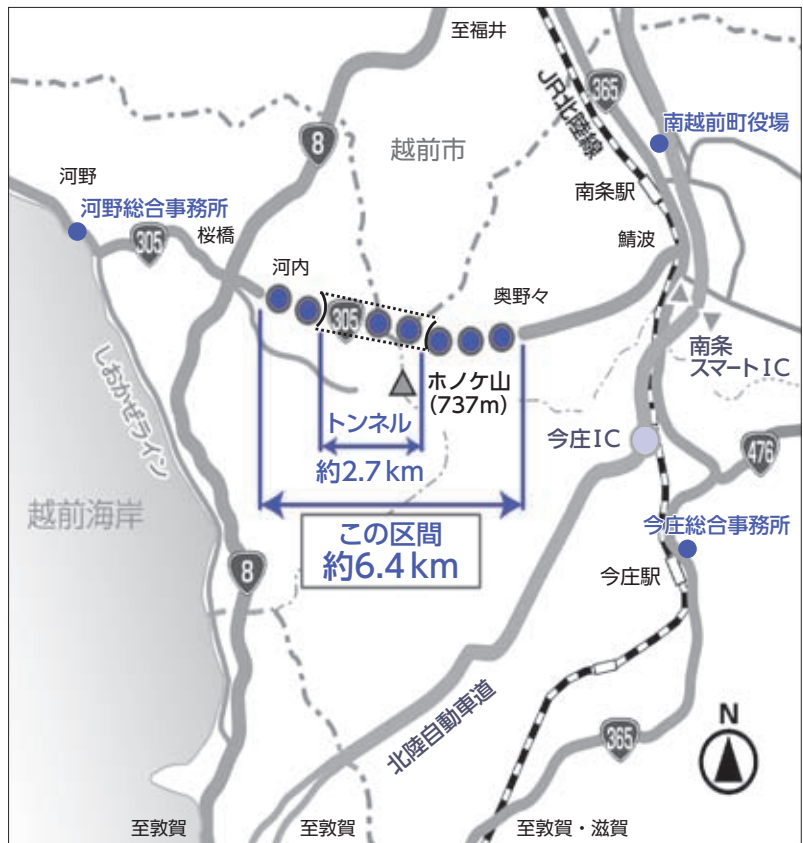 至福井
365
JR北陸線
南越前町役場
8
越前市
河野
河野総合事務所
南条駅
305
桜橋
鯖波
河内
奥野々
305
南条
スマートIC
ホノケ山
(737m)
しおかぜライン
トンネル
約2.7km
今庄IC
476
この区間
約6.4km
越前海岸
今庄総合事務所
8
今庄駅
北陸自動車道
365
N
至敦賀
至敦賀
至敦賀・滋賀